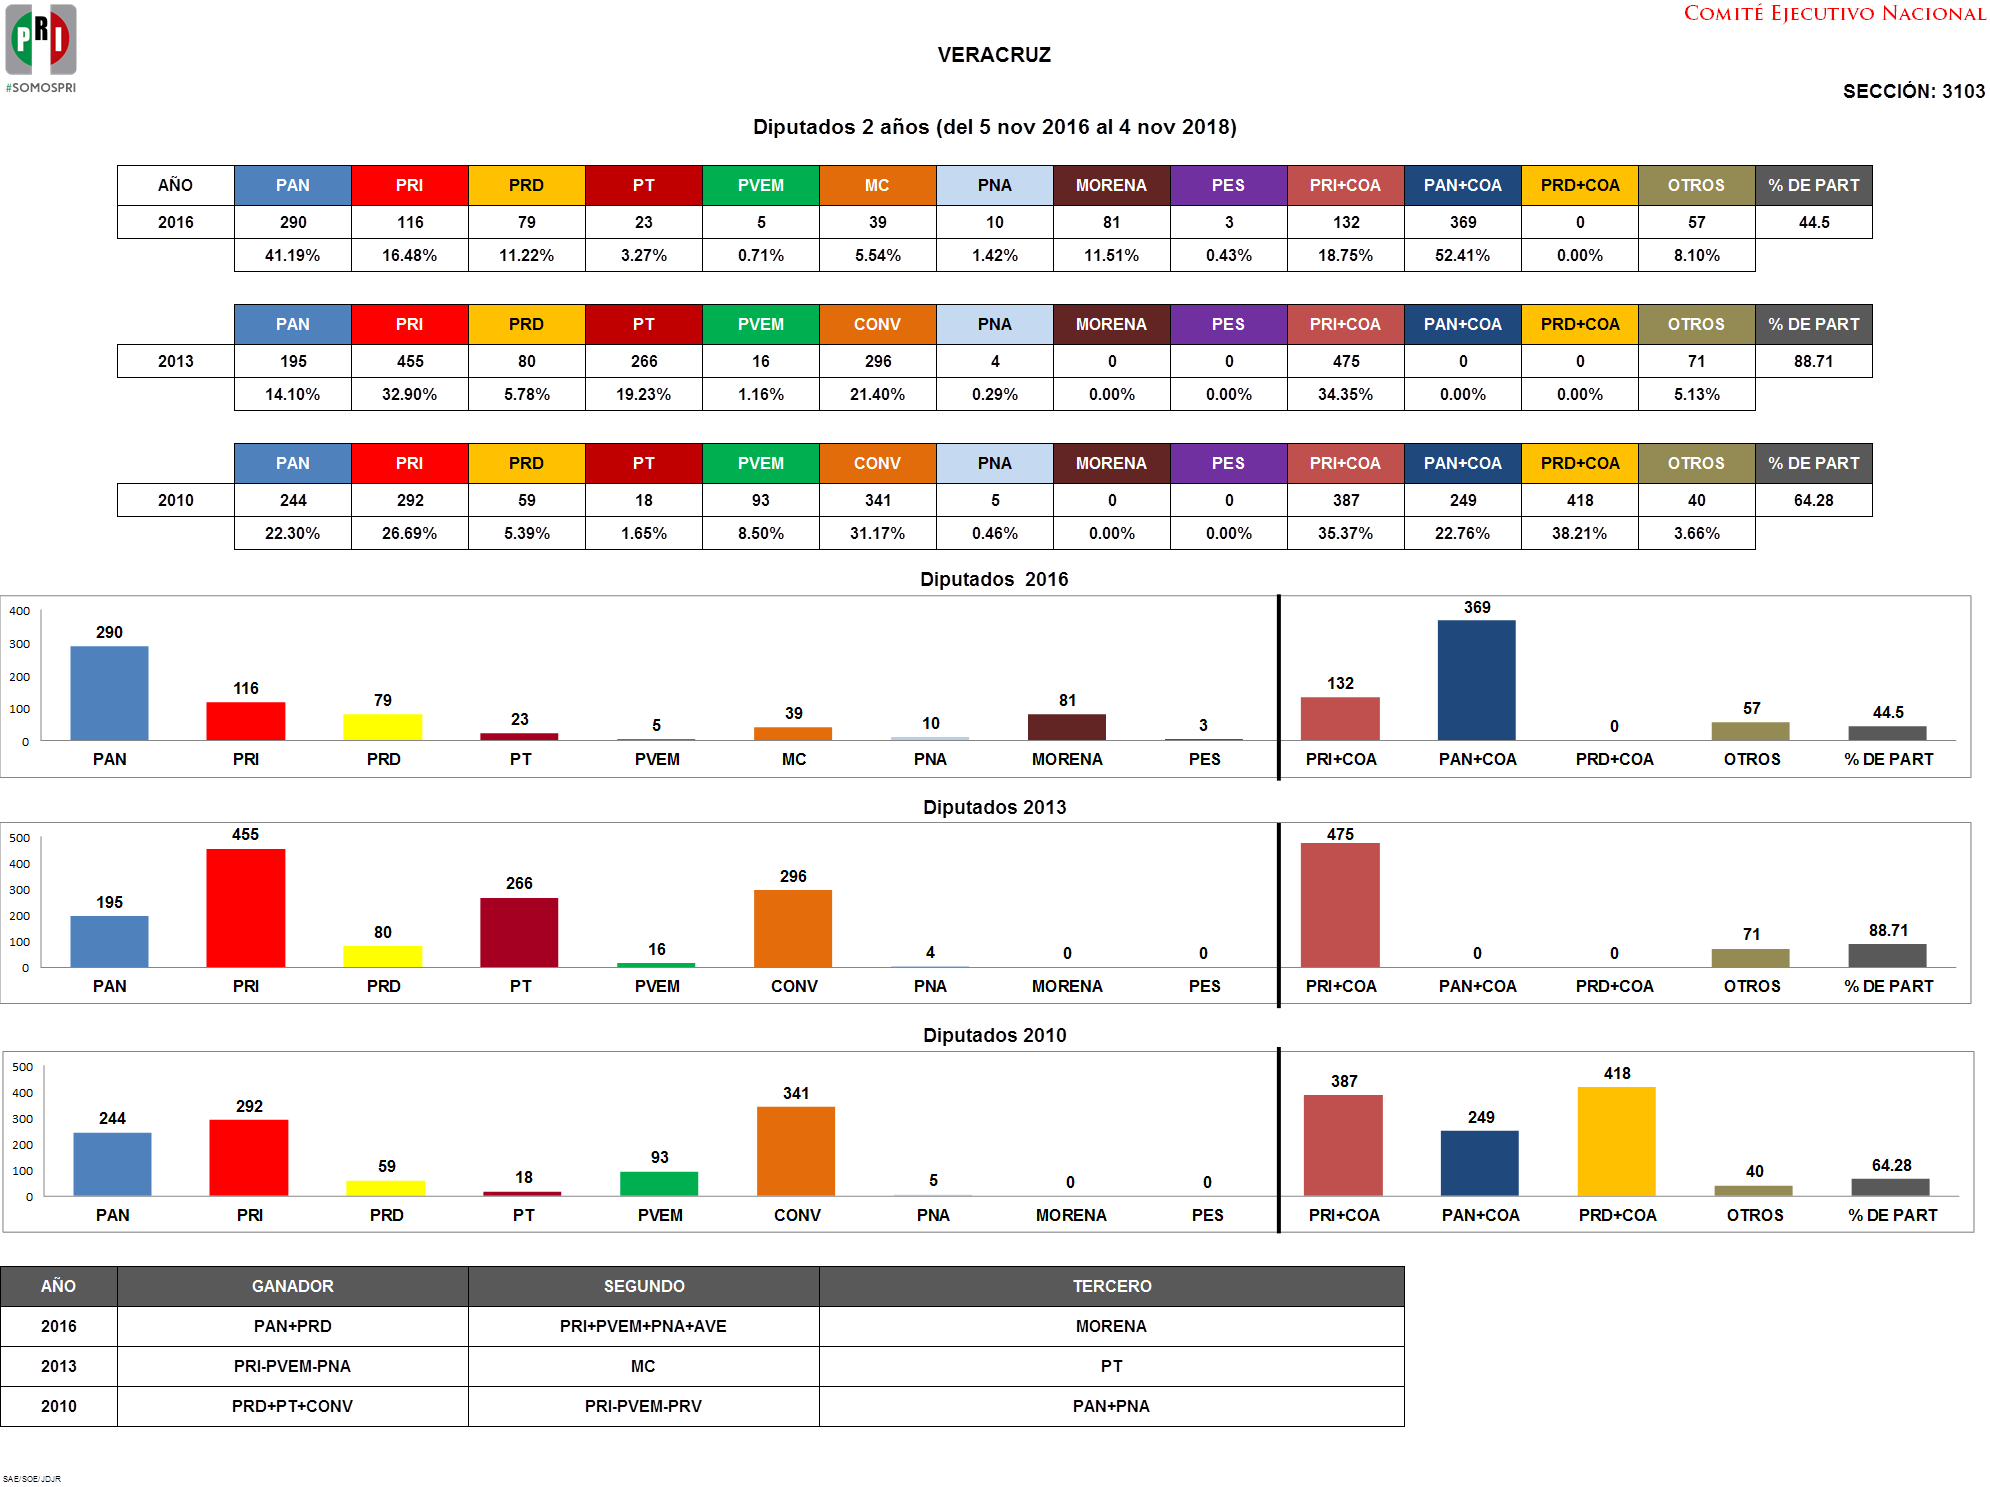 COMITÉ EJECUTIVO NACIONAL
PRI
#SOMOSPRI
VERACRUZ
SECCIÓN: 3103
Diputados 2 años (del 5 nov 2016 al 4 nov 2018)
AÑO PAN PRI PRD PT PVEM MC PNA MORENA PES PRI+COA PAN+COA PRD+COA OTROS % DE PART
2016 290 116 79 23 5 39 10 81 3 132 369 0 57 44.5
41.19% 16.48% 11.22% 3.27% 0.71% 5.54% 1.42% 11.51% 0.43% 18.75% 52.41% 0.00% 8.10%
PAN PRI PRD PT PVEM CONV PNA MORENA PES PRI+COA PAN+COA PRD+COA OTROS % DE PART
2013 195 455 80 266 16 296 4 0 0 475 0 0 71 88.71
14.10% 32.90% 5.78% 19.23% 1.16% 21.40% 0.29% 0.00% 0.00% 34.35% 0.00% 0.00% 5.13%
PAN PRI PRD PT PVEM CONV PNA MORENA PES PRI+COA PAN+COA PRD+COA OTROS % DE PART
2010 244 292 59 18 93 341 5 0 0 387 249 418 40 64.28
22.30% 26.69% 5.39% 1.65% 8.50% 31.17% 0.46% 0.00% 0.00% 35.37% 22.76% 38.21% 3.66%
Diputados 2016
400
300
200
100
0
290 116 79 23 5 39 10 81 3 132 369 0 57 44.5
PAN PRI PRD PT PVEM MC PNA MORENA PES PRI+COA PAN+COA PRD+COA OTROS % DE PART
Diputados 2013
500
400
300
200
100
0
195 455 80 266 16 296 4 0 0 475 0 0 71 88.71
PAN PRI PRD PT PVEM CONV PNA MORENA PES PRI+COA PAN+COA PRD+COA OTROS % DE PART
Diputados 2010
500
400
300
200
100
0
244 292 59 18 93 341 5 0 0 387 249 418 40 64.28
PAN PRI PRD PT PVEM CONV PNA MORENA PES PRI+COA PAN+COA PRD+COA OTROS % DE PART
AÑO GANADOR SEGUNDO TERCERO
2016 PAN+PRD PRI+PVEM+PNA+AVE MORENA
2013 PRI-PVEM-PNA MC PT
2010 PRD+PT+CONV PRI-PVEM-PRV PAN+PNA
SAE/SOE/JDJR